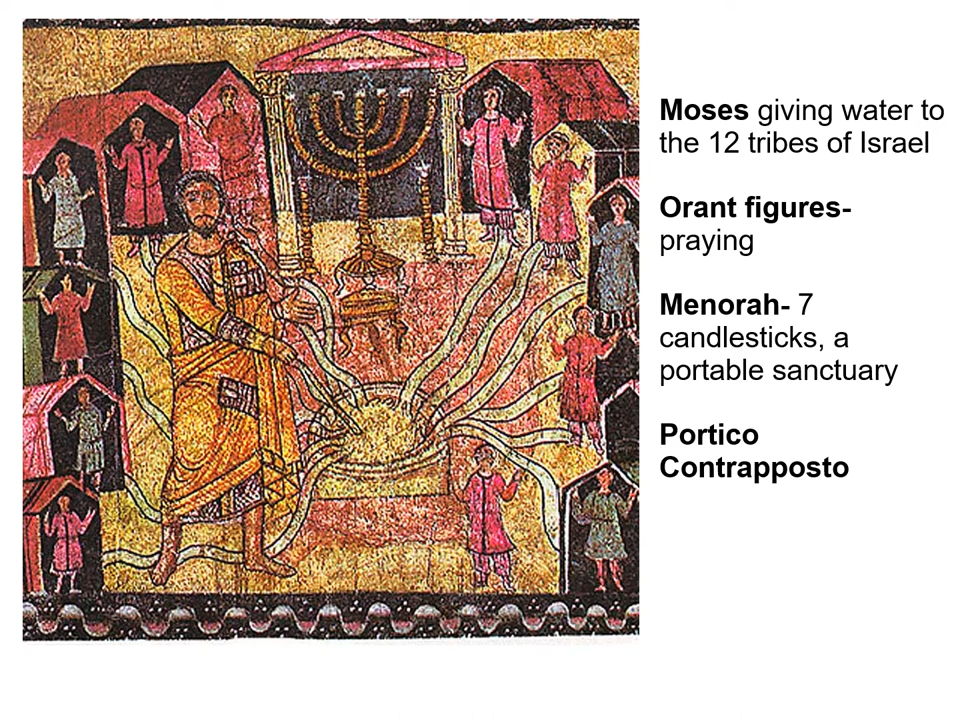 Moses giving water to
the 12 tribes of Israel
Orant figures-
praying
Menorah- 7
candlesticks, a
portable sanctuary
Portico
Contrapposto